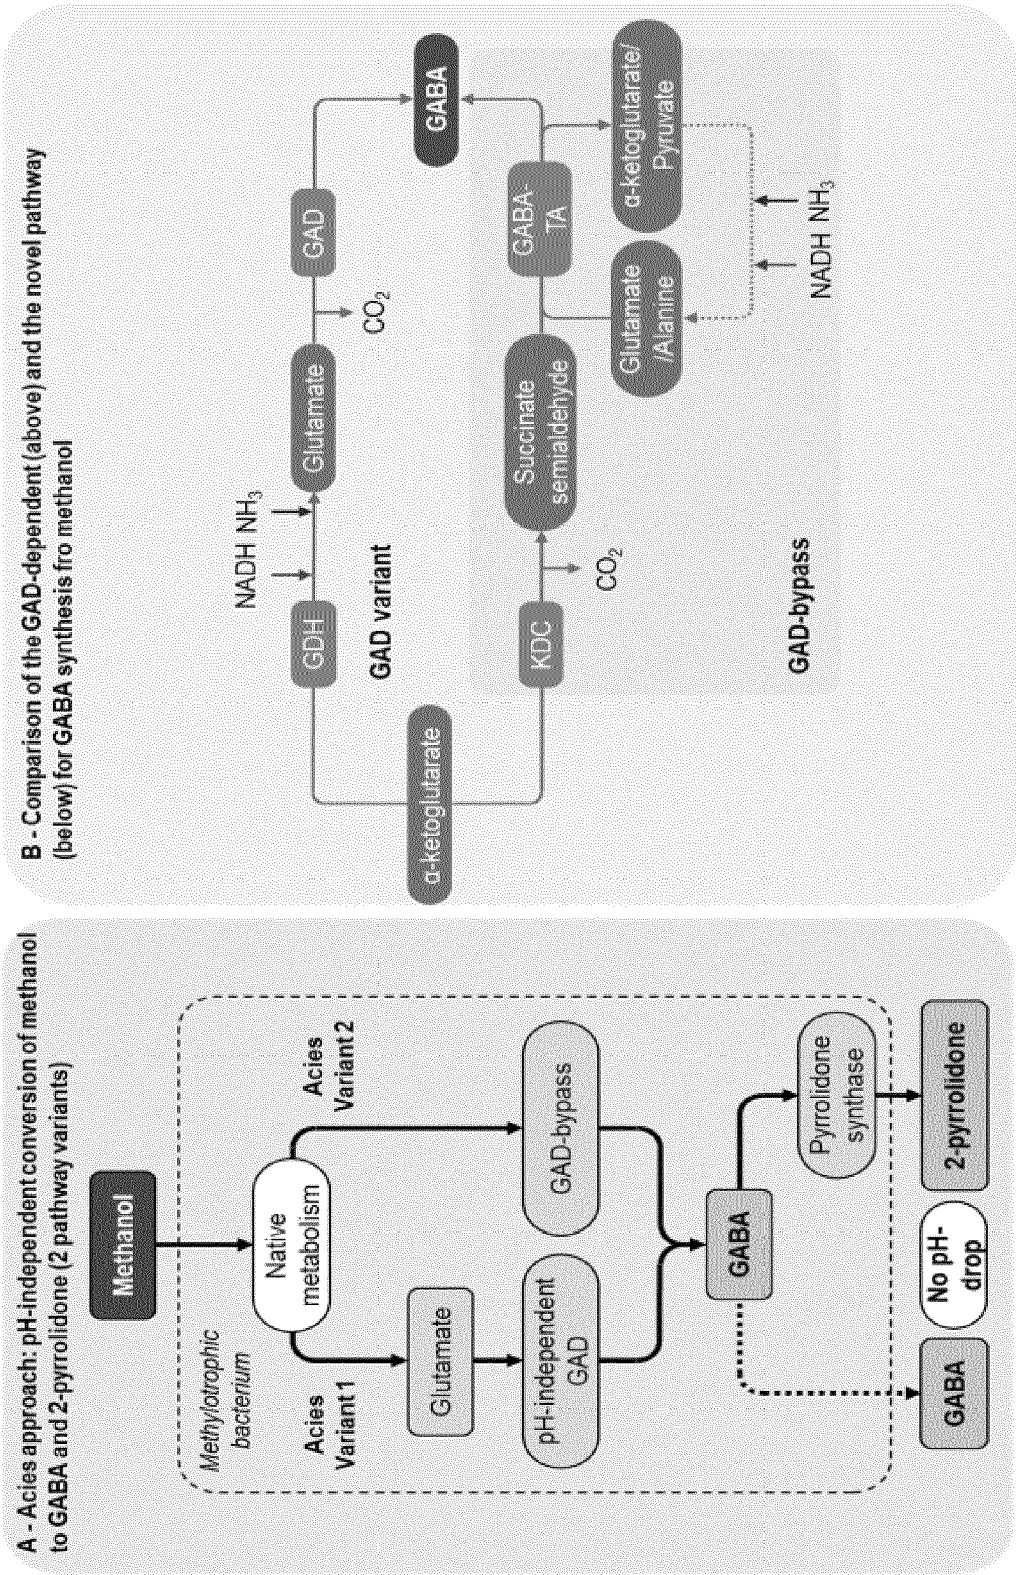 A - Acies approach: pH-independent conversion of methanol
to GABA and 2-pyrrolidone (2 pathway variants)
Methanol
Methylotrophic
bacterium
Native
metabolism
Acies
Variant 1
Acies
Variant 2
Glutamate
pH-independent
GAD
GAD-bypass
GABA
Pyrrolidone
synthase
GABA
No pH-
drop
2-pyrrolidone
B - Comparison of the GAD-dependent (above) and the novel pathway
(below) for GABA synthesis fro methanol
NADH NH₃
GDH
Glutamate
GAD
CO₂
GAD variant
α-ketoglutarate
GABA
KDC
CO₂
Succinate
semialdehyde
GABA-
TA
Glutamate
/Alanine
α-ketoglutarate/
Pyruvate
NADH NH₃
GAD-bypass